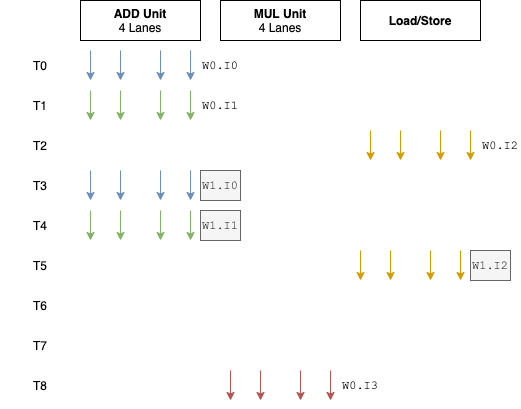 ADD Unit
4 Lanes
MUL Unit
4 Lanes
Load/Store
T0
W0.I0
T1
W0.I1
T2
W0.I2
T3
W1.I0
T4
W1.I1
T5
W1.I2
T6
T7
T8
W0.I3